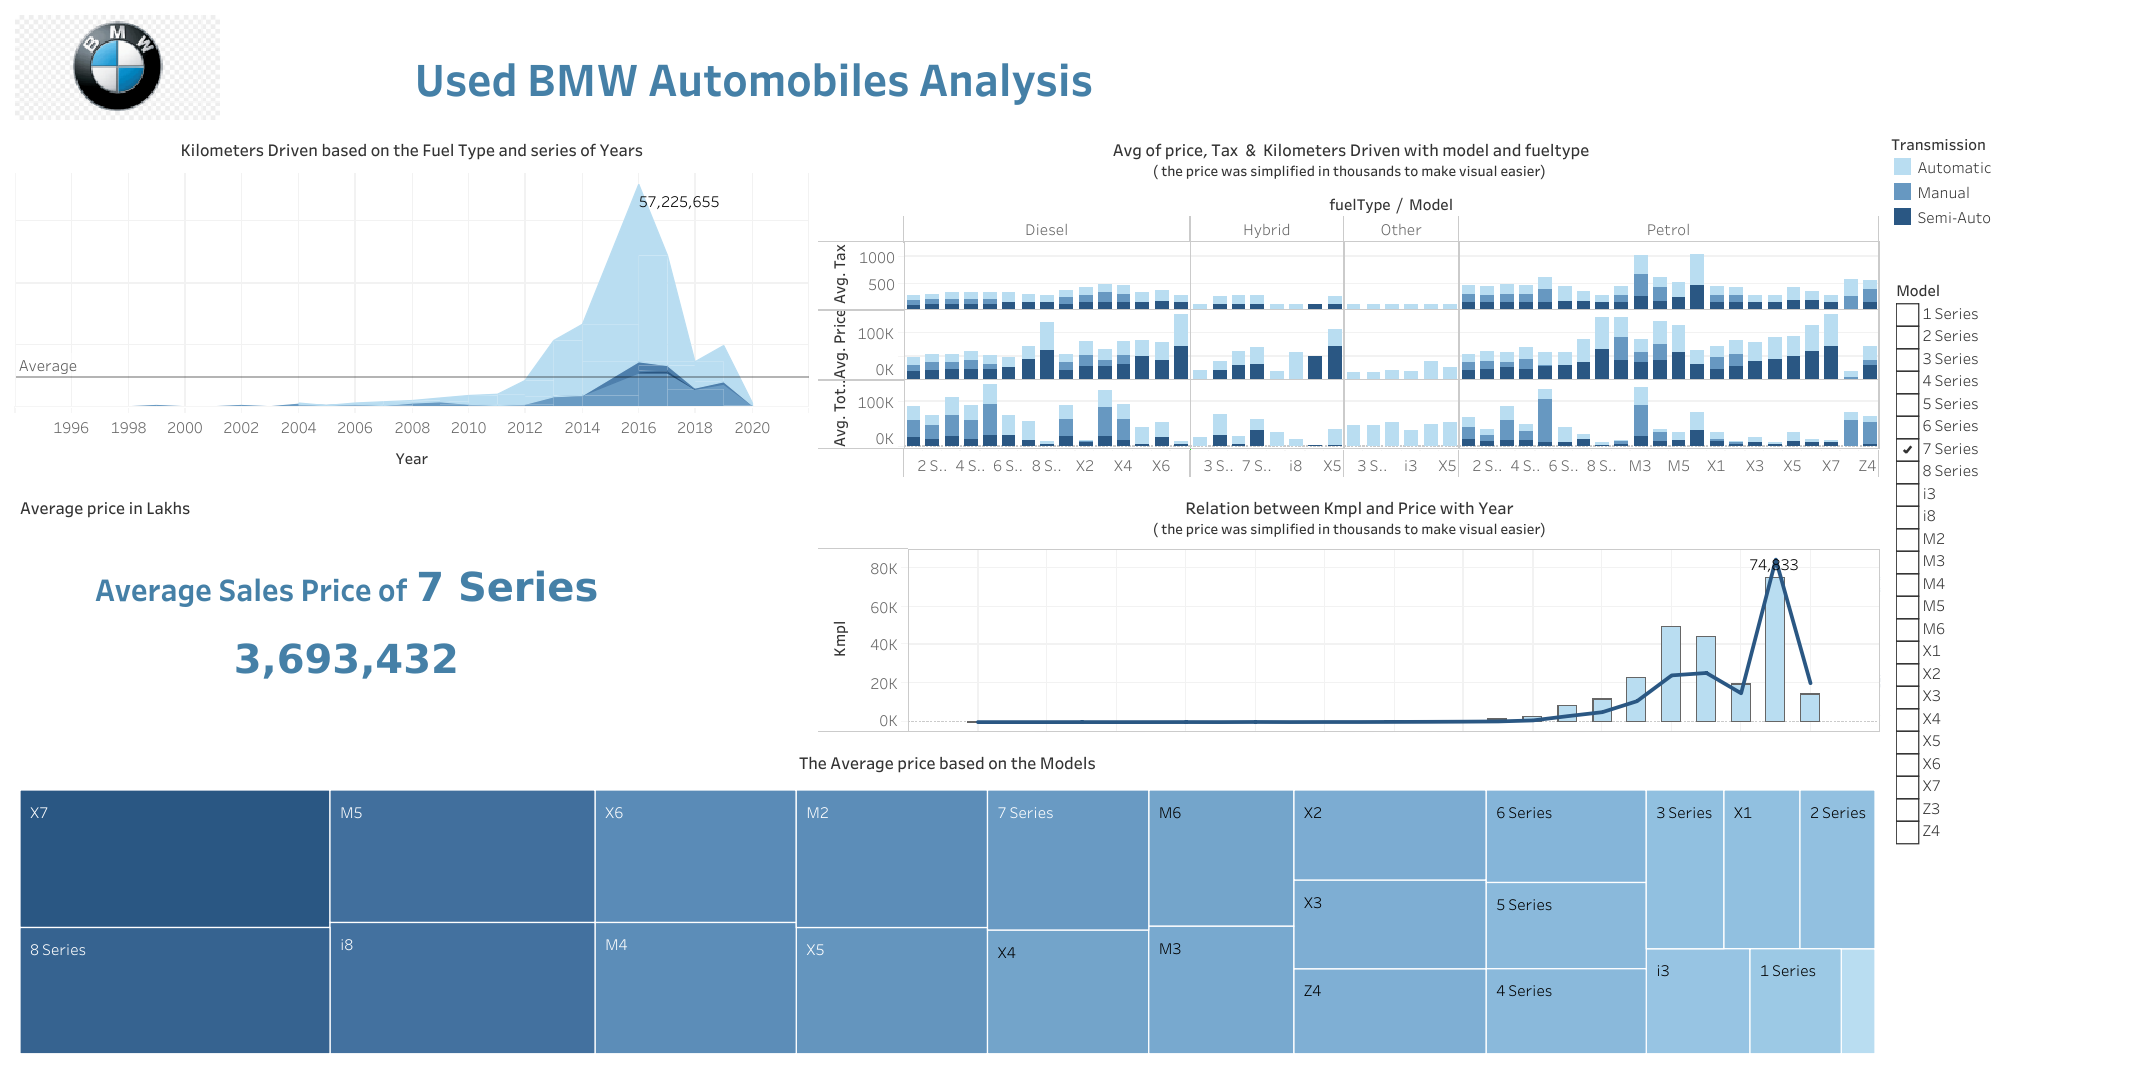 BMW
Used BMW Automobiles Analysis
Kilometers Driven based on the Fuel Type and series of Years
57,225,655
Average
1996 1998 2000 2002 2004 2006 2008 2010 2012 2014 2016 2018 2020
Year
Avg of price, Tax & Kilometers Driven with model and fueltype
( the price was simplified in thousands to make visual easier)
fuelType / Model
Diesel Hybrid Other Petrol
Avg. Tax
1000
500
Avg. Price
100K
0K
Avg. Tot..
100K
0K
2 S.. 4 S.. 6 S.. 8 S.. X2 X4 X6 3 S.. 7 S.. i8 X5 3 S.. i3 X5 2 S.. 4 S.. 6 S.. 8 S.. M3 M5 X1 X3 X5 X7 Z4
Transmission
Automatic
Manual
Semi-Auto
Model
1 Series
2 Series
3 Series
4 Series
5 Series
6 Series
7 Series
8 Series
i3
i8
M2
M3
M4
M5
M6
X1
X2
X3
X4
X5
X6
X7
Z3
Z4
Average price in Lakhs
Average Sales Price of 7 Series
3,693,432
Relation between Kmpl and Price with Year
( the price was simplified in thousands to make visual easier)
Kmpl
80K
60K
40K
20K
0K
74,833
The Average price based on the Models
X7
8 Series
M5
i8
X6
M4
M2
X5
7 Series
X4
M6
M3
X2
X3
Z4
6 Series
5 Series
4 Series
3 Series
X1
2 Series
i3
1 Series